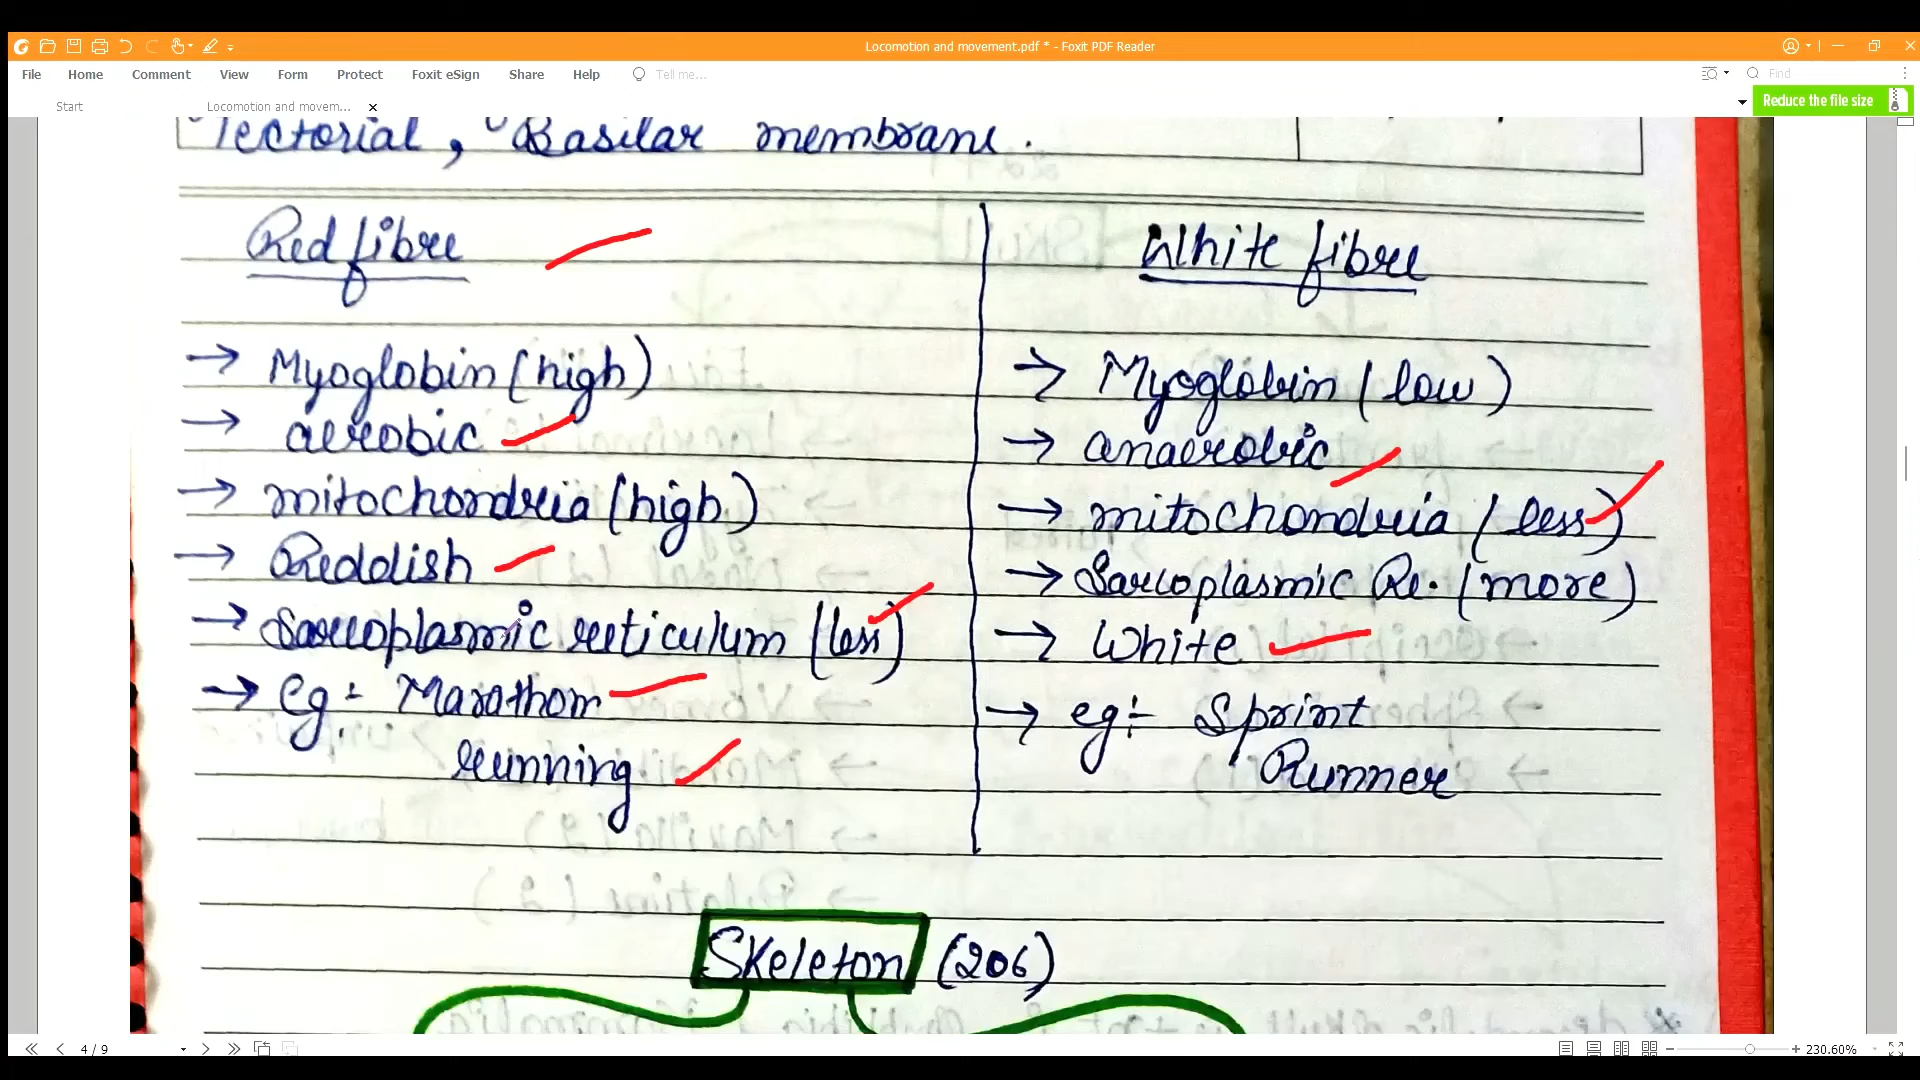 Locomotion and movement.pdf * - Foxit PDF Reader
File Home Comment View Form Protect Foxit eSign Share Help Tell me... Find
Start Locomotion and movem... Reduce the file size
Tectorial, Basilar membrane.
Red fibre
→ Myoglobin (high)
→ aerobic
→ mitochondria (high)
→ Reddish
→ Sarcoplasmic reticulum (less)
→ eg:- Marathon
running
White fibre
→ Myoglobin (low)
→ anaerobic
→ mitochondria (less)
→ Sarcoplasmic Re. (more)
→ White
→ eg:- Sprint
Runner
Skeleton (206)
4 / 9 230.60%